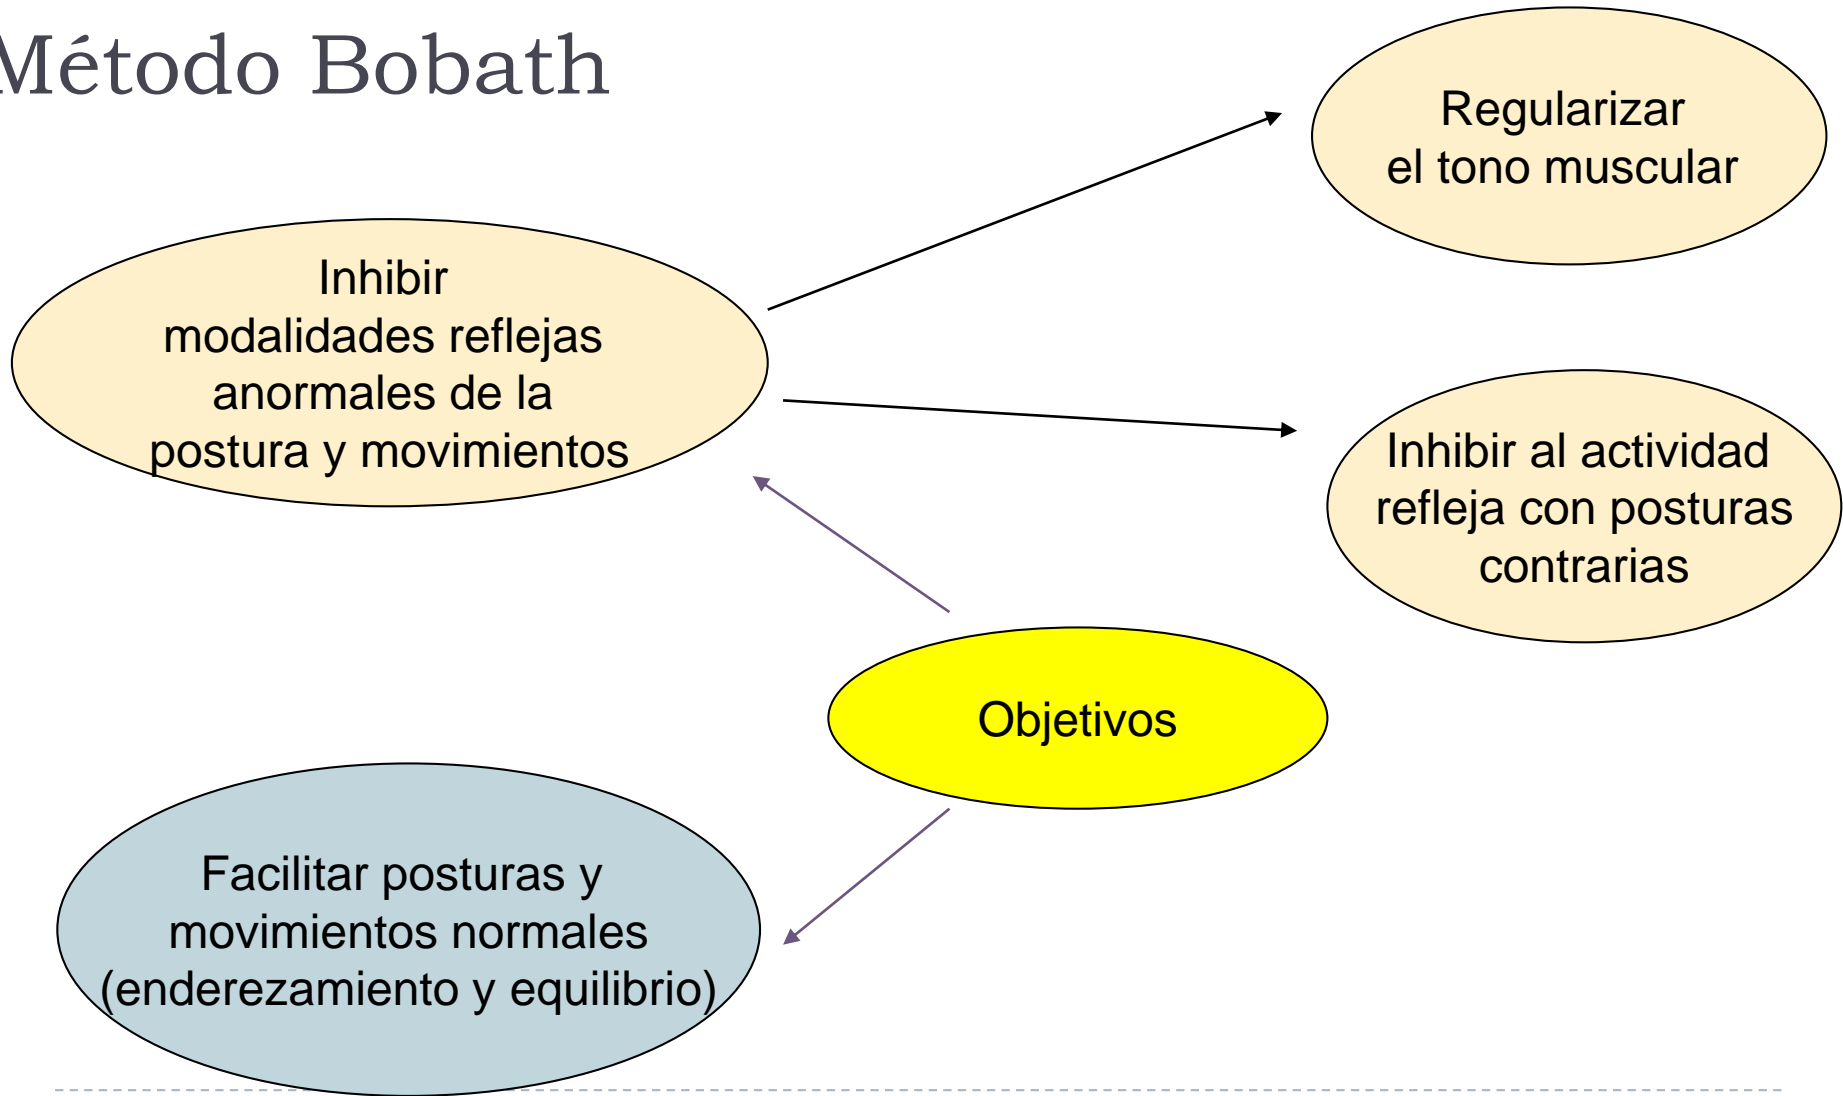 Método Bobath
Regularizar
el tono muscular
Inhibir
modalidades reflejas
anormales de la
postura y movimientos
Inhibir al actividad
refleja con posturas
contrarias
Objetivos
Facilitar posturas y
movimientos normales
(enderezamiento y equilibrio)